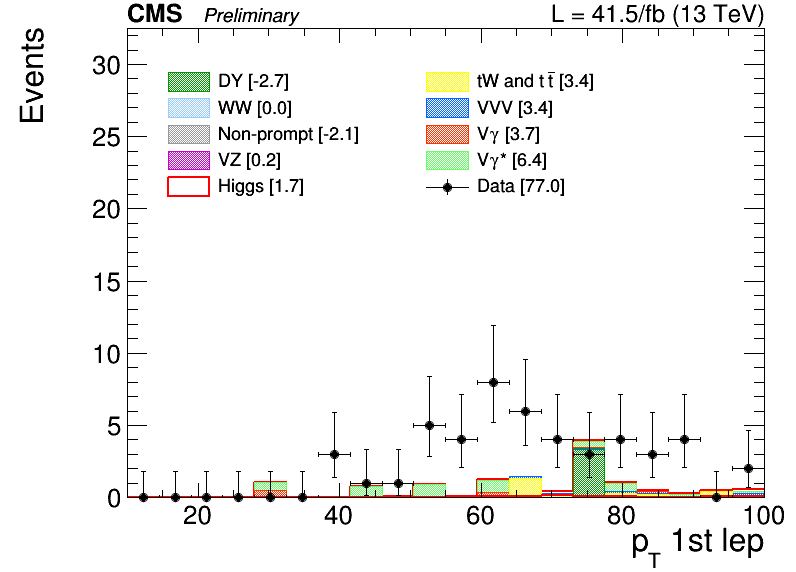 CMS Preliminary L = 41.5/fb (13 TeV)
Events
30
25
20
15
10
5
0
DY [-2.7]
WW [0.0]
Non-prompt [-2.1]
VZ [0.2]
Higgs [1.7]
tW and tt̄ [3.4]
VVV [3.4]
Vγ [3.7]
Vγ* [6.4]
Data [77.0]
20 40 60 80 100
p_T 1st lep